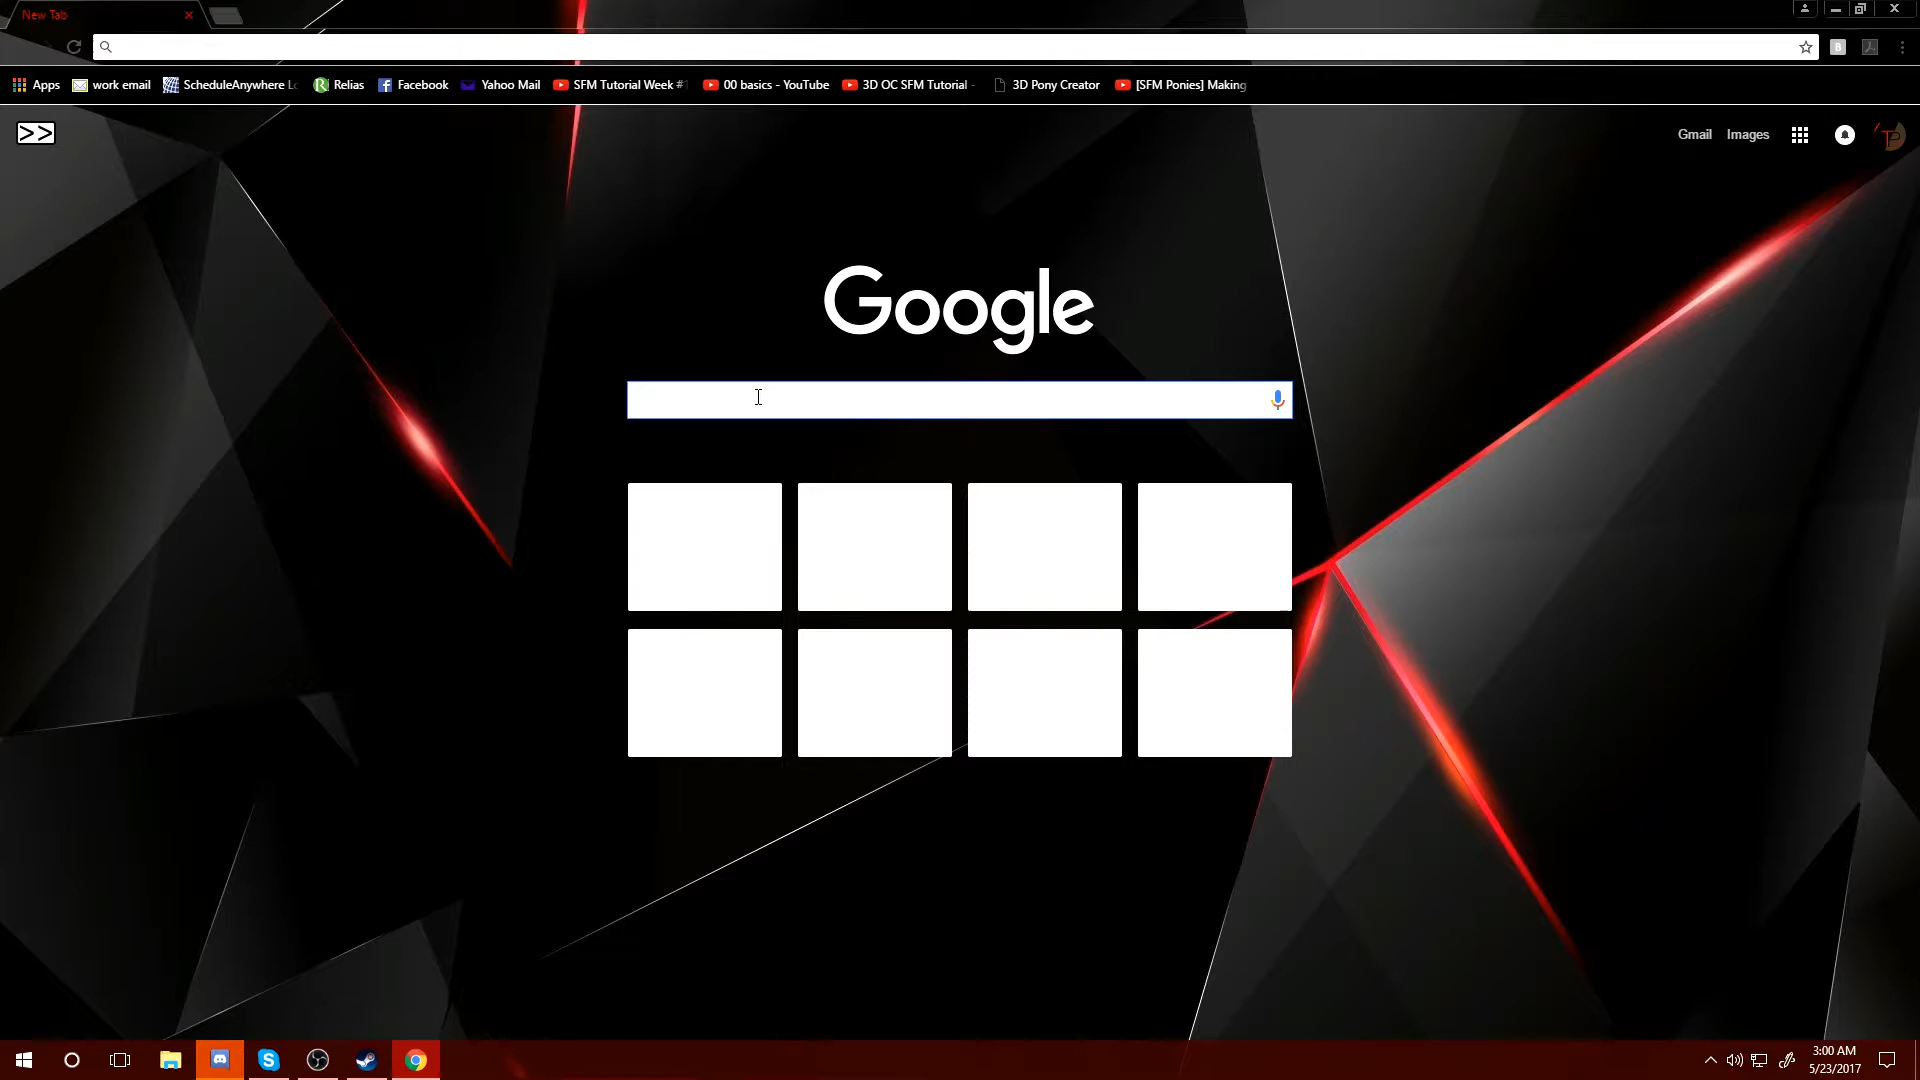 New Tab
Apps work email ScheduleAnywhere Lo Relias Facebook Yahoo Mail SFM Tutorial Week #1 00 basics - YouTube 3D OC SFM Tutorial - 3D Pony Creator [SFM Ponies] Making
>>
Gmail Images
Google
3:00 AM
5/23/2017